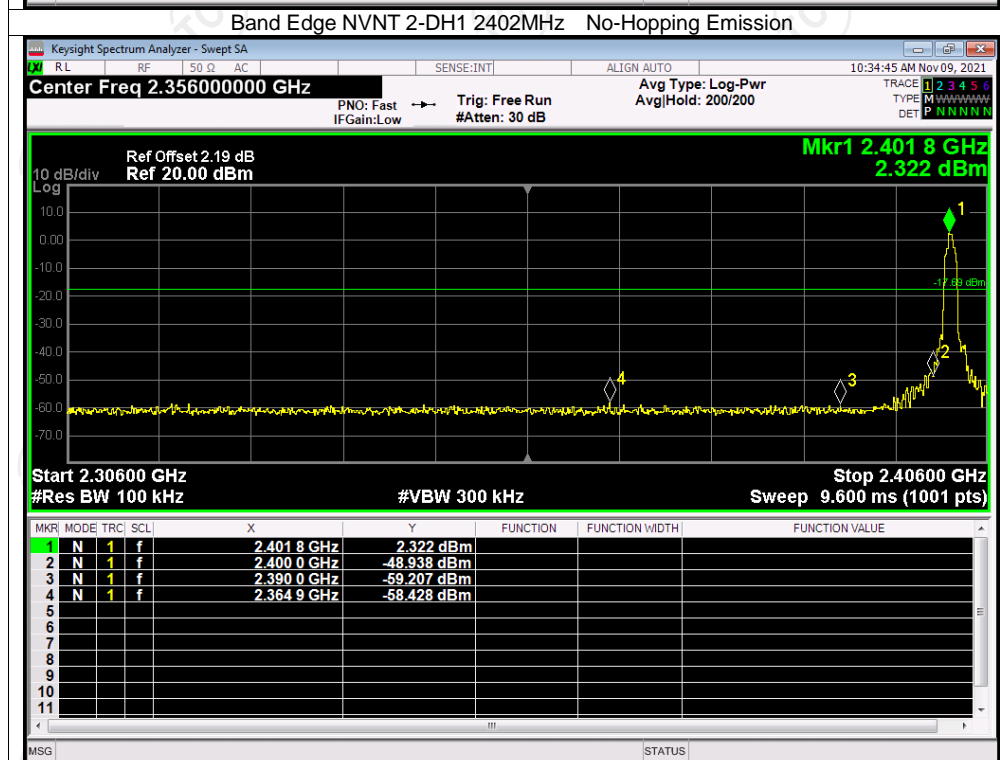 Band Edge NVNT 2-DH1 2402MHz No-Hopping Emission
Keysight Spectrum Analyzer - Swept SA
LXI RL RF 50 Ω AC SENSE:INT ALIGN AUTO 10:34:45 AM Nov 09, 2021
Center Freq 2.356000000 GHz
PNO: Fast
IFGain:Low
Trig: Free Run
#Atten: 30 dB
Avg Type: Log-Pwr
Avg|Hold: 200/200
TRACE 1 2 3 4 5 6
TYPE M WWWWW
DET P N N N N N
Mkr1 2.401 8 GHz
2.322 dBm
Ref Offset 2.19 dB
10 dB/div Ref 20.00 dBm
Log
10.0
0.00
-10.0
-20.0
-30.0
-40.0
-50.0
-60.0
-70.0
1
-17.69 dBm
2
3
4
Start 2.30600 GHz Stop 2.40600 GHz
#Res BW 100 kHz #VBW 300 kHz Sweep 9.600 ms (1001 pts)
MKR MODE TRC SCL X Y FUNCTION FUNCTION WIDTH FUNCTION VALUE
1 N 1 f 2.401 8 GHz 2.322 dBm
2 N 1 f 2.400 0 GHz -48.938 dBm
3 N 1 f 2.390 0 GHz -59.207 dBm
4 N 1 f 2.364 9 GHz -58.428 dBm
5
6
7
8
9
10
11
MSG STATUS